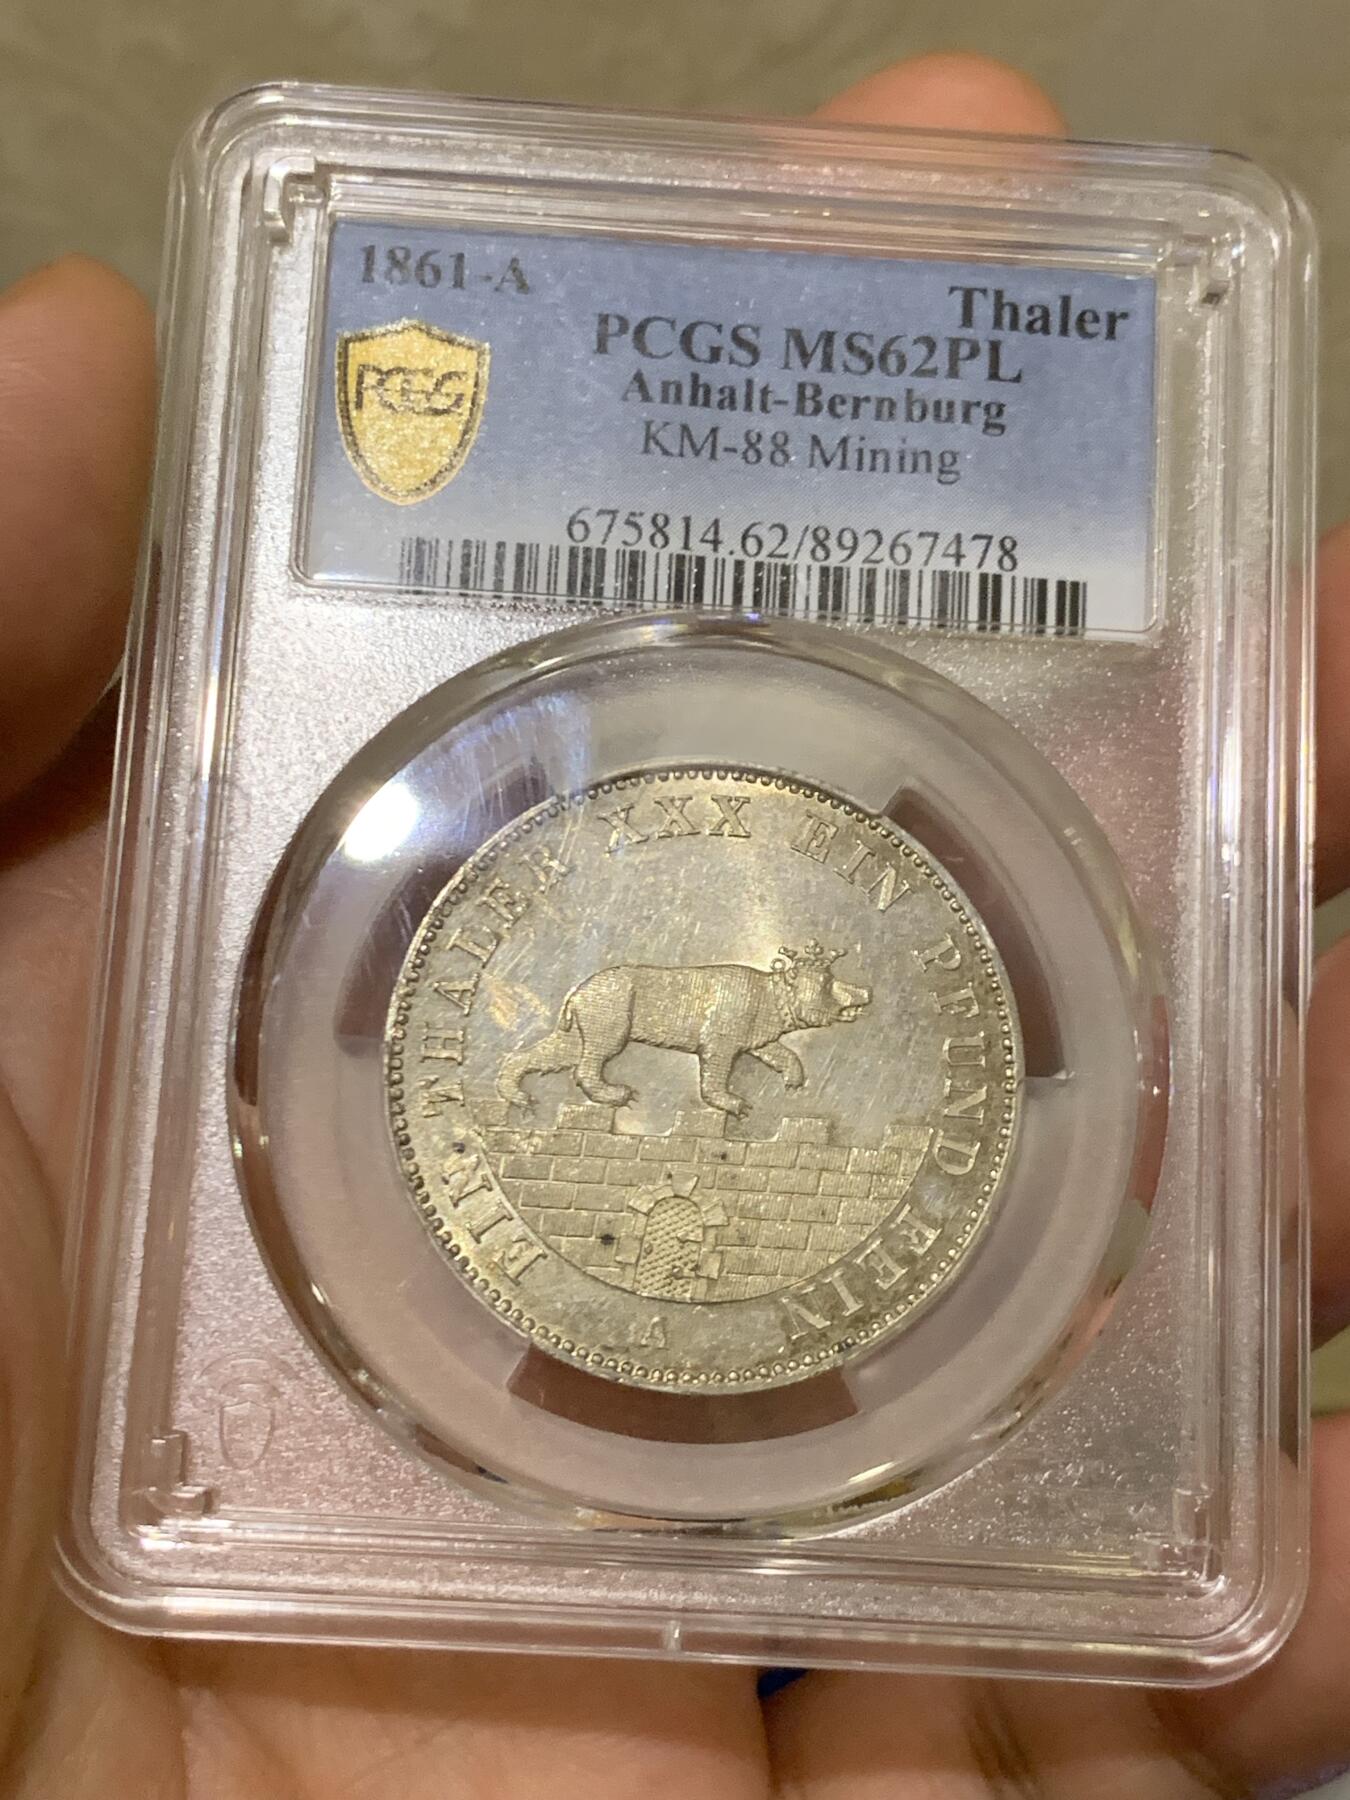 1861-A
Thaler
PCGS MS62PL
Anhalt-Bernburg
KM-88 Mining
PCGS
675814.62/89267478
EIN THALER XXX EIN PFUND FEIN
A